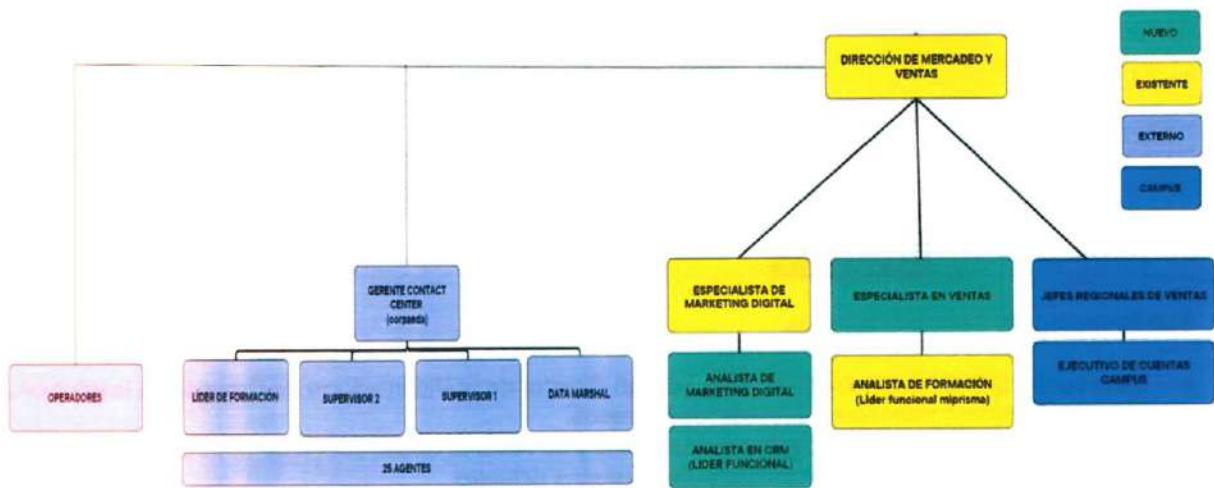 DIRECCIÓN DE MERCADEO Y
VENTAS
NUEVO
EXISTENTE
EXTERNO
CAMPUS
GERENTE CONTACT
CENTER
ESPECIALISTA DE
MARKETING DIGITAL
ESPECIALISTA EN VENTAS
JEFES REGIONALES DE VENTAS
OPERADORES
LÍDER DE FORMACIÓN
SUPERVISOR 2
SUPERVISOR 1
DATA MARSHAL
ANALISTA DE
MARKETING DIGITAL
ANALISTA DE FORMACIÓN
(Líder funcional miprisma)
EJECUTIVO DE CUENTAS
CAMPUS
ANALISTA EN CRM
(LIDER FUNCIONAL)
25 AGENTES